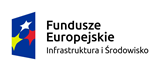 Fundusze
Europejskie
Infrastruktura i Środowisko